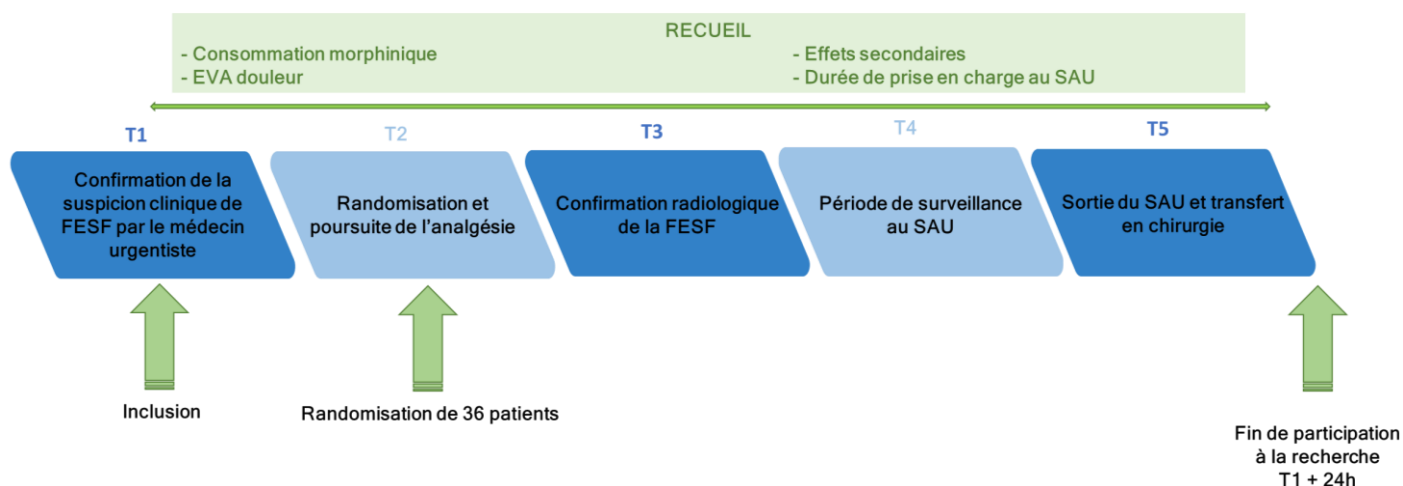 RECUEIL
- Consommation morphinique
- EVA douleur
- Effets secondaires
- Durée de prise en charge au SAU
T1
T2
T3
T4
T5
Confirmation de la
suspicion clinique de
FESF par le médecin
urgentiste
Randomisation et
poursuite de l'analgésie
Confirmation radiologique
de la FESF
Période de surveillance
au SAU
Sortie du SAU et transfert
en chirurgie
Inclusion
Randomisation de 36 patients
Fin de participation
à la recherche
T1 + 24h